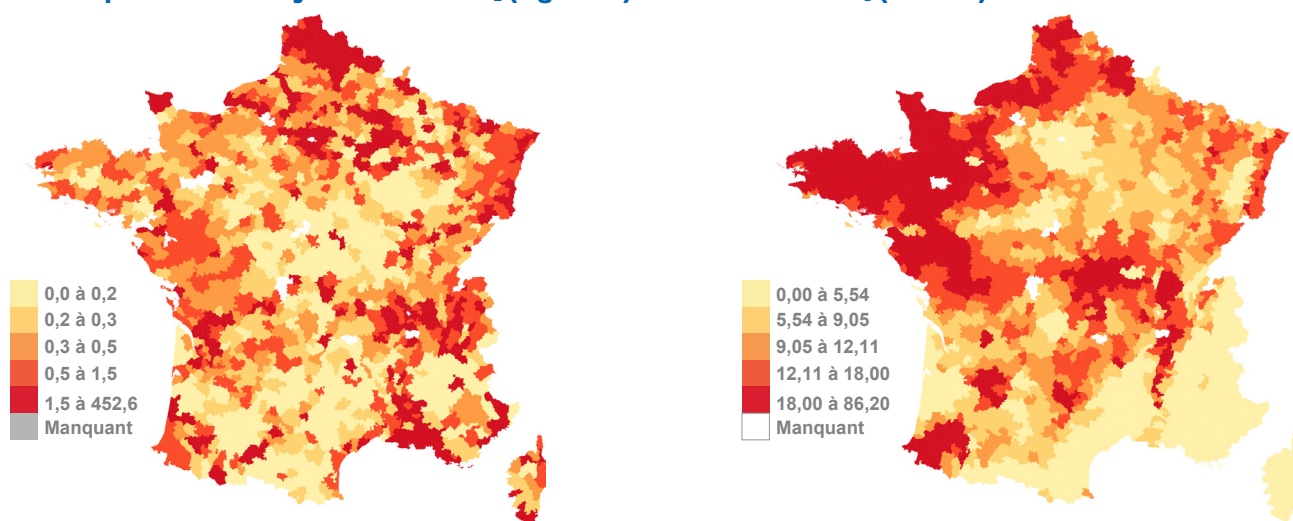 0,0 à 0,2
0,2 à 0,3
0,3 à 0,5
0,5 à 1,5
1,5 à 452,6
Manquant
0,00 à 5,54
5,54 à 9,05
9,05 à 12,11
12,11 à 18,00
18,00 à 86,20
Manquant